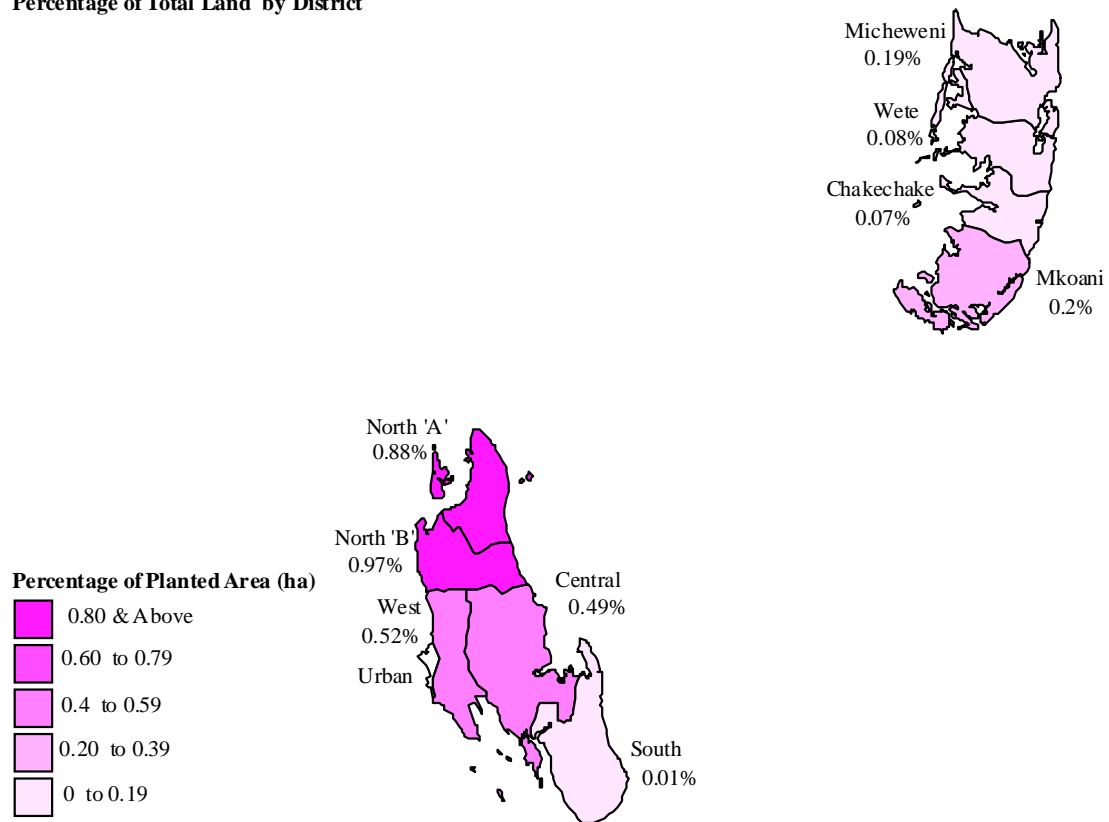 Percentage of Total Land by District
Micheweni
0.19%
Wete
0.08%
Chakechake
0.07%
Mkoani
0.2%
North 'A'
0.88%
North 'B'
0.97%
Central
0.49%
West
0.52%
Urban
South
0.01%
Percentage of Planted Area (ha)
0.80 & Above
0.60 to 0.79
0.4 to 0.59
0.20 to 0.39
0 to 0.19